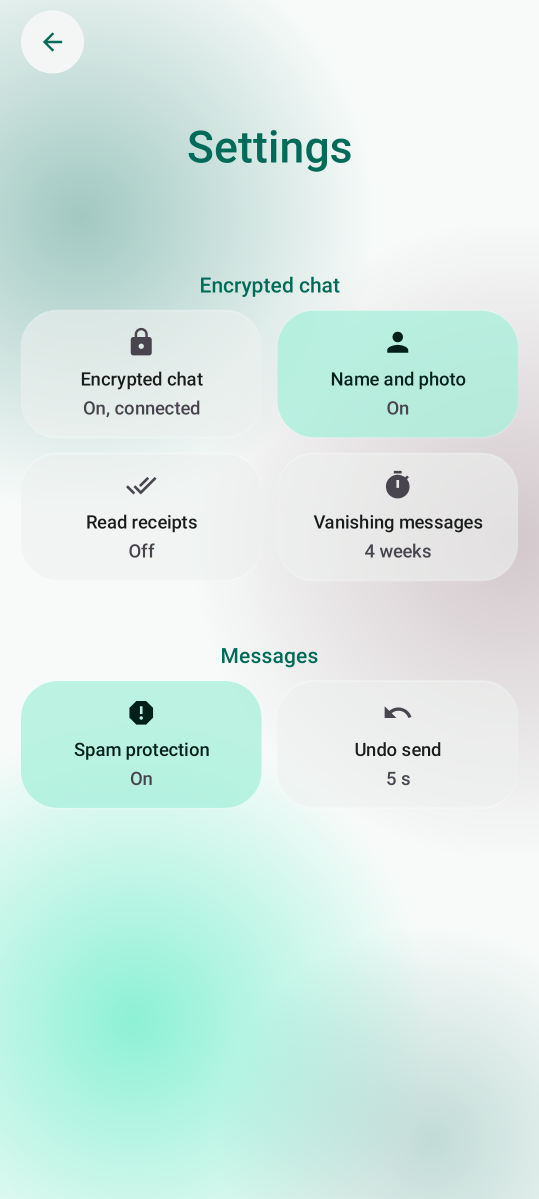 Settings
Encrypted chat
Encrypted chat
On, connected
Name and photo
On
Read receipts
Off
Vanishing messages
4 weeks
Messages
Spam protection
On
Undo send
5 s